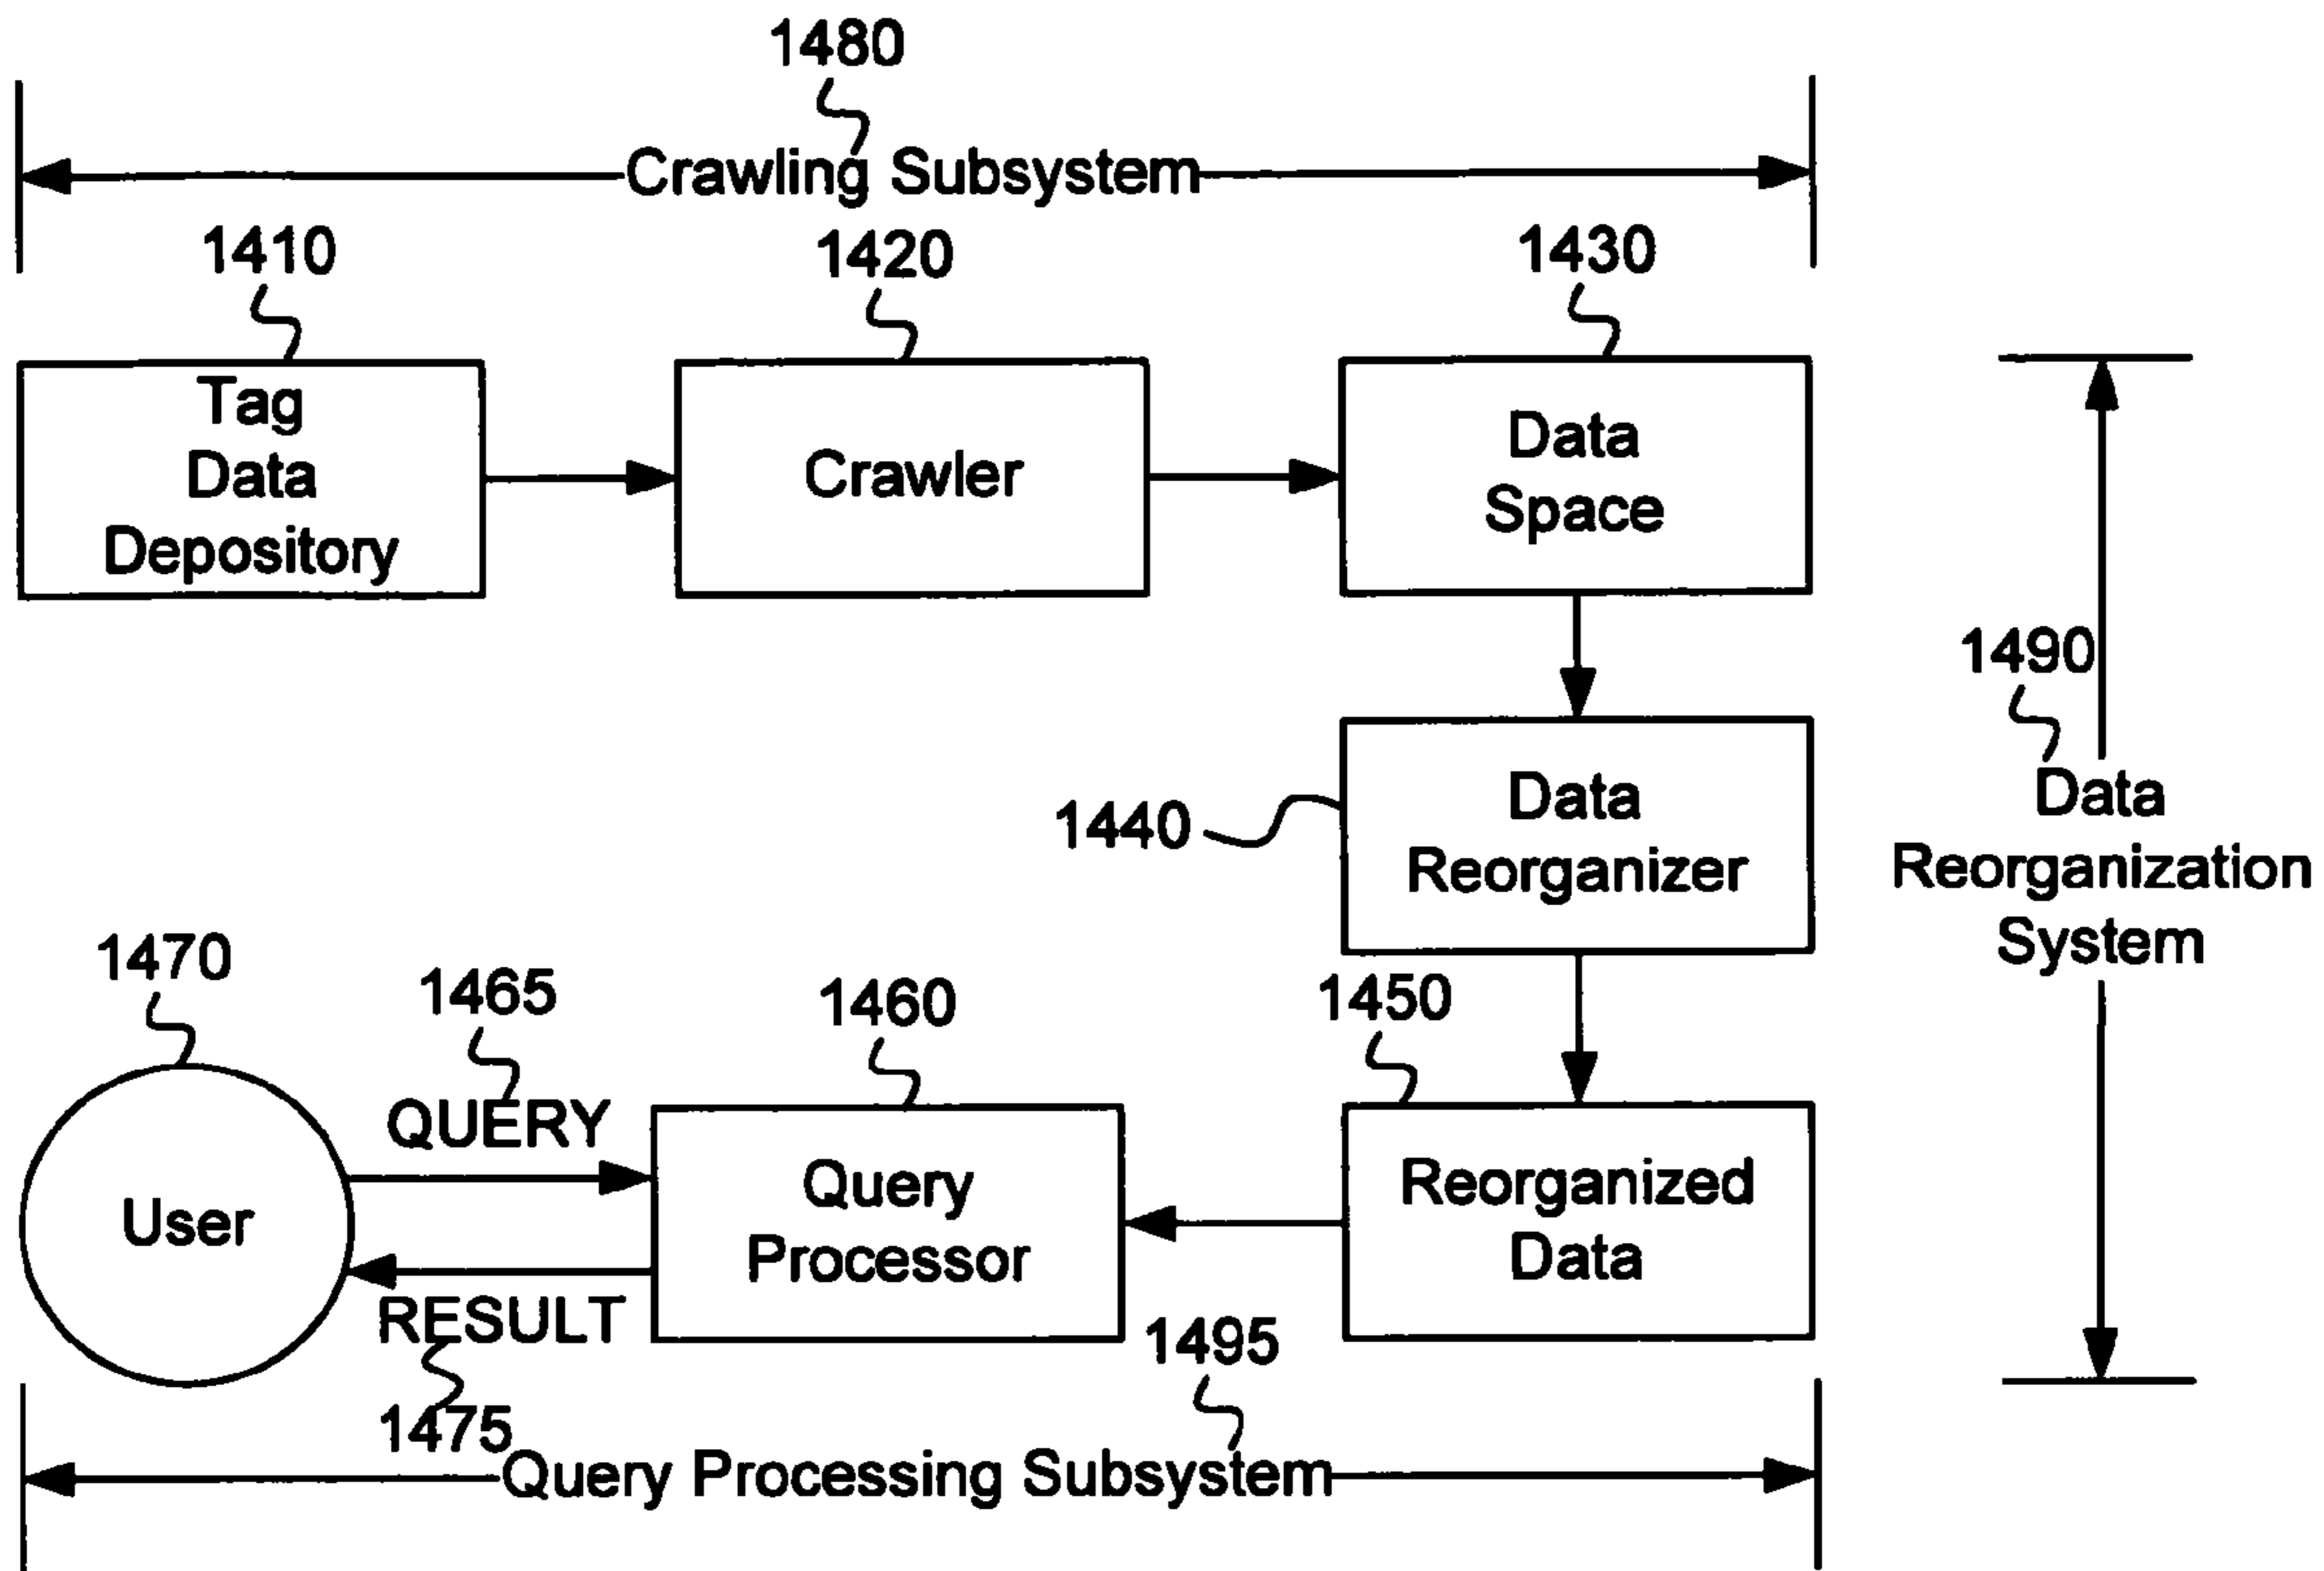 1480
Crawling Subsystem
1410
1420
1430
Tag
Data
Depository
Crawler
Data
Space
1490
Data
Reorganization
System
1440
Data
Reorganizer
1470
1465
1460
1450
QUERY
User
Query
Processor
Reorganized
Data
RESULT
1475
1495
Query Processing Subsystem